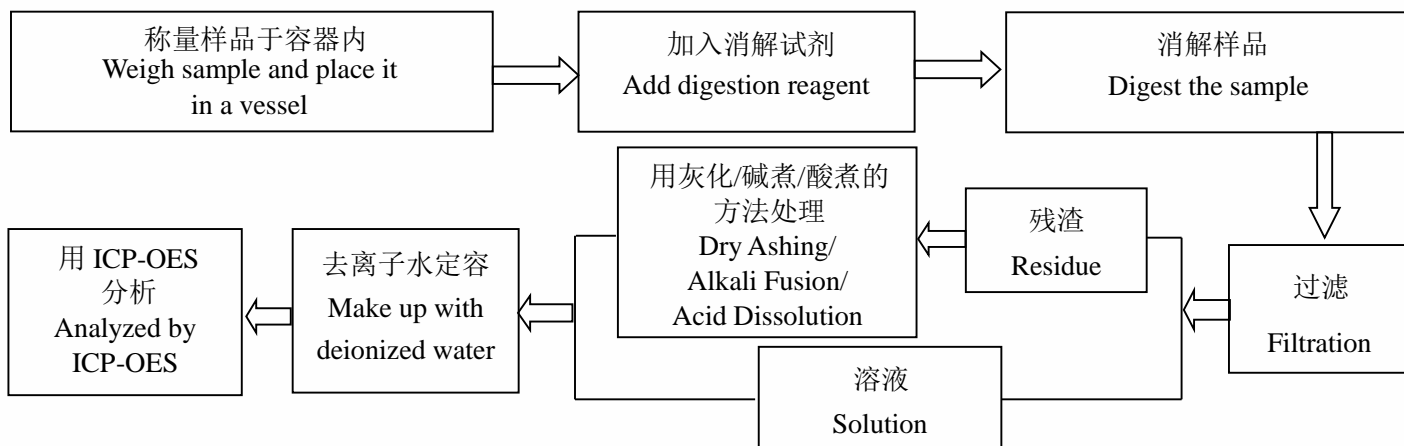 称量样品于容器内
Weigh sample and place it
in a vessel
加入消解试剂
Add digestion reagent
消解样品
Digest the sample
过滤
Filtration
残渣
Residue
用灰化/碱煮/酸煮的
方法处理
Dry Ashing/
Alkali Fusion/
Acid Dissolution
溶液
Solution
去离子水定容
Make up with
deionized water
用 ICP-OES
分析
Analyzed by
ICP-OES